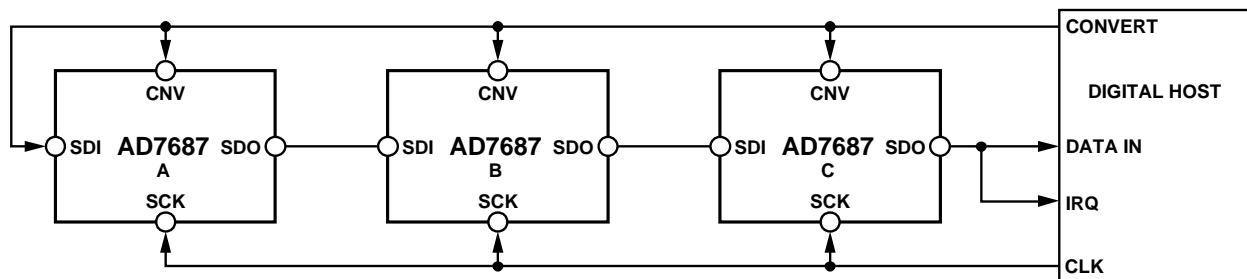 CONVERT
CNV
CNV
CNV
DIGITAL HOST
SDI AD7687 SDO
SDI AD7687 SDO
SDI AD7687 SDO
DATA IN
A
B
C
SCK
SCK
SCK
IRQ
CLK